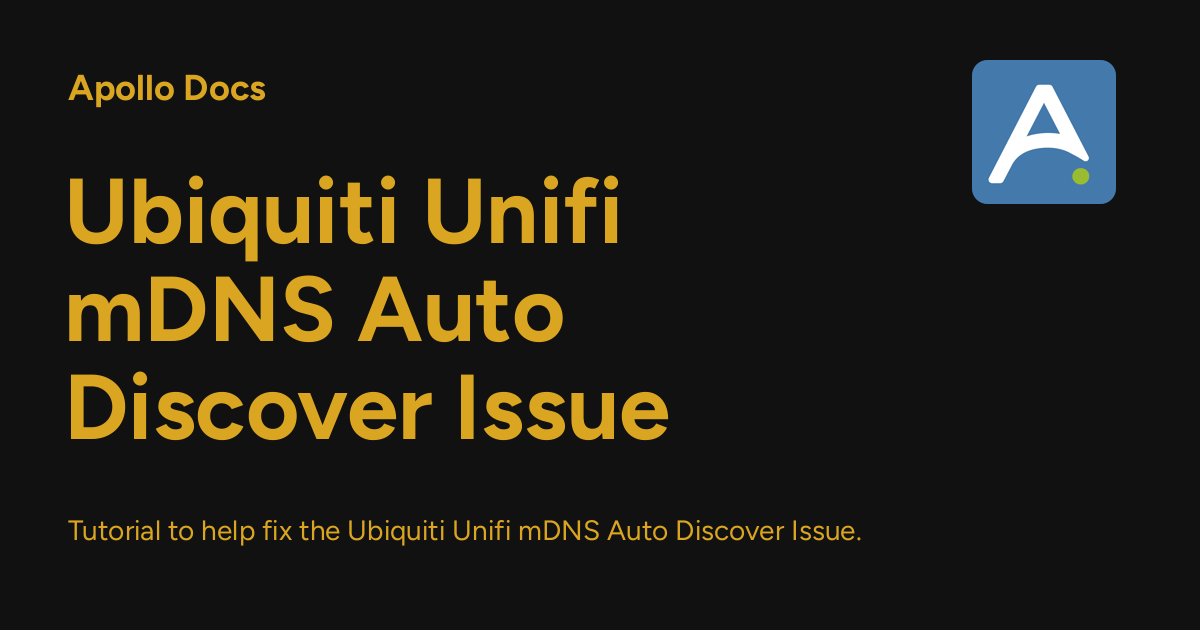 Apollo Docs
Ubiquiti Unifi
mDNS Auto
Discover Issue
Tutorial to help fix the Ubiquiti Unifi mDNS Auto Discover Issue.